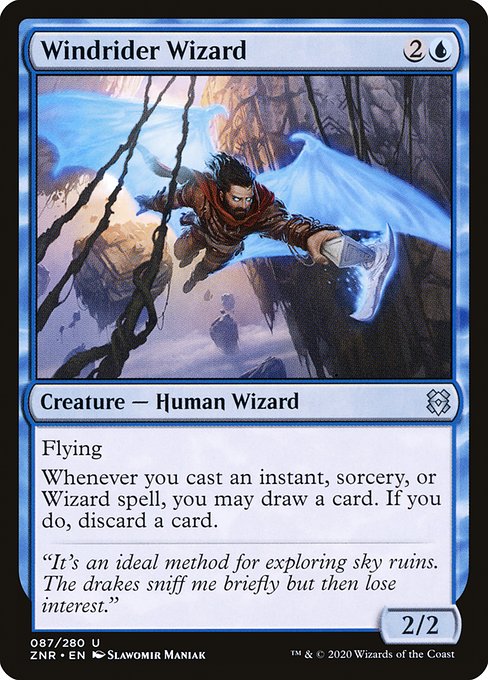 Windrider Wizard 2
Creature — Human Wizard
Flying
Whenever you cast an instant, sorcery, or
Wizard spell, you may draw a card. If you
do, discard a card.
“It’s an ideal method for exploring sky ruins.
The drakes sniff me briefly but then lose
interest.”
2/2
087/280 U
ZNR • EN Slawomir Maniak ™ & © 2020 Wizards of the Coast